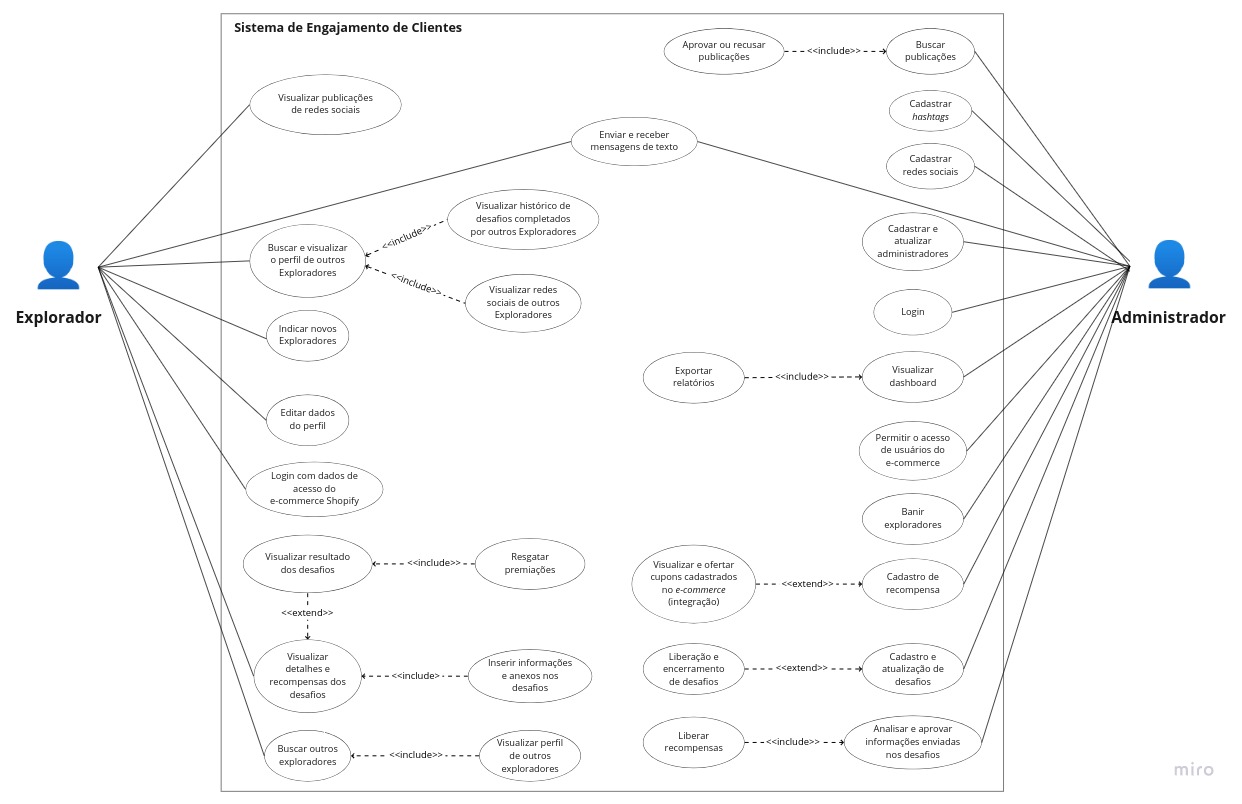 Sistema de Engajamento de Clientes
Aprovar ou recusar
publicações
<<include>>
Buscar
publicações
Visualizar publicações
de redes sociais
Cadastrar
hashtags
Enviar e receber
mensagens de texto
Cadastrar
redes sociais
Visualizar histórico de
desafios completados
por outros Exploradores
<<include>>
Buscar e visualizar
o perfil de outros
Exploradores
<<include>>
Visualizar redes
sociais de outros
Exploradores
Cadastrar e
atualizar
administradores
Explorador
Administrador
Login
Indicar novos
Exploradores
Exportar
relatórios
<<include>>
Visualizar
dashboard
Editar dados
do perfil
Permitir o acesso
de usuários do
e-commerce
Login com dados de
acesso do
e-commerce Shopify
Banir
exploradores
Visualizar resultado
dos desafios
<<include>>
Resgatar
premiações
Visualizar e ofertar
cupons cadastrados
no e-commerce
(integração)
<<extend>>
Cadastro de
recompensa
<<extend>>
Visualizar
detalhes e
recompensas dos
desafios
<<include>
Inserir informações
e anexos nos
desafios
Liberação e
encerramento
de desafios
<<extend>>
Cadastro e
atualização de
desafios
Buscar outros
exploradores
<<include>>
Visualizar perfil
de outros
exploradores
Liberar
recompensas
<<include>>
Analisar e aprovar
informações enviadas
nos desafios
miro